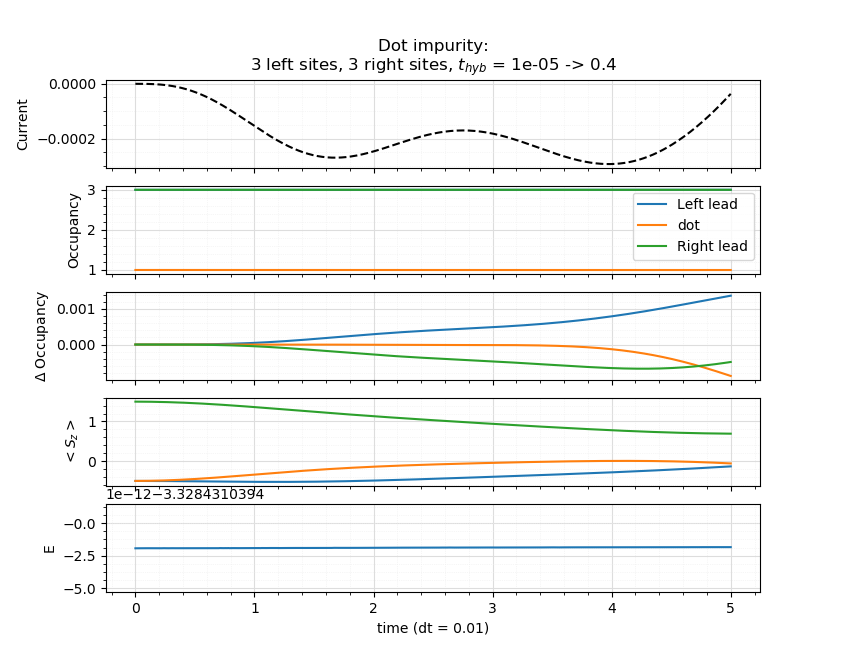 Dot impurity:
3 left sites, 3 right sites, t_hyb = 1e-05 -> 0.4
0.0000
−0.0002
Current
3
2
1
Occupancy
Left lead
dot
Right lead
0.001
0.000
Δ Occupancy
1
0
< S_z >
1e−12−3.3284310394
−0.0
−2.5
−5.0
E
0 1 2 3 4 5
time (dt = 0.01)